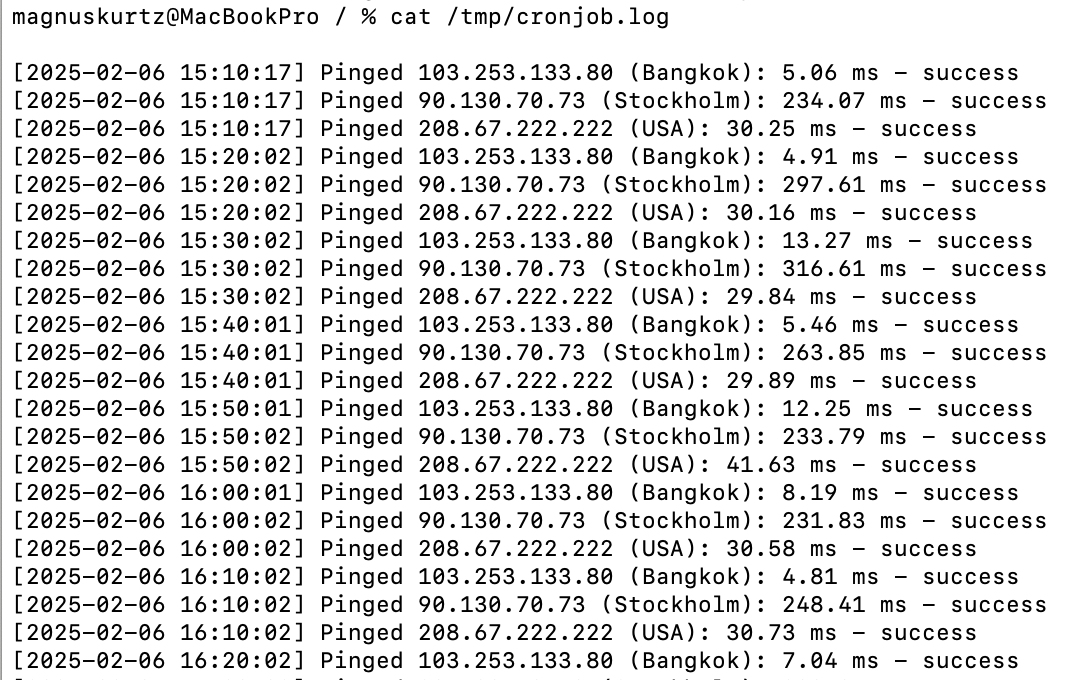 magnuskurtz@MacBookPro / % cat /tmp/cronjob.log
[2025-02-06 15:10:17] Pinged 103.253.133.80 (Bangkok): 5.06 ms – success
[2025-02-06 15:10:17] Pinged 90.130.70.73 (Stockholm): 234.07 ms – success
[2025-02-06 15:10:17] Pinged 208.67.222.222 (USA): 30.25 ms – success
[2025-02-06 15:20:02] Pinged 103.253.133.80 (Bangkok): 4.91 ms – success
[2025-02-06 15:20:02] Pinged 90.130.70.73 (Stockholm): 297.61 ms – success
[2025-02-06 15:20:02] Pinged 208.67.222.222 (USA): 30.16 ms – success
[2025-02-06 15:30:02] Pinged 103.253.133.80 (Bangkok): 13.27 ms – success
[2025-02-06 15:30:02] Pinged 90.130.70.73 (Stockholm): 316.61 ms – success
[2025-02-06 15:30:02] Pinged 208.67.222.222 (USA): 29.84 ms – success
[2025-02-06 15:40:01] Pinged 103.253.133.80 (Bangkok): 5.46 ms – success
[2025-02-06 15:40:01] Pinged 90.130.70.73 (Stockholm): 263.85 ms – success
[2025-02-06 15:40:01] Pinged 208.67.222.222 (USA): 29.89 ms – success
[2025-02-06 15:50:01] Pinged 103.253.133.80 (Bangkok): 12.25 ms – success
[2025-02-06 15:50:02] Pinged 90.130.70.73 (Stockholm): 233.79 ms – success
[2025-02-06 15:50:02] Pinged 208.67.222.222 (USA): 41.63 ms – success
[2025-02-06 16:00:01] Pinged 103.253.133.80 (Bangkok): 8.19 ms – success
[2025-02-06 16:00:02] Pinged 90.130.70.73 (Stockholm): 231.83 ms – success
[2025-02-06 16:00:02] Pinged 208.67.222.222 (USA): 30.58 ms – success
[2025-02-06 16:10:02] Pinged 103.253.133.80 (Bangkok): 4.81 ms – success
[2025-02-06 16:10:02] Pinged 90.130.70.73 (Stockholm): 248.41 ms – success
[2025-02-06 16:10:02] Pinged 208.67.222.222 (USA): 30.73 ms – success
[2025-02-06 16:20:02] Pinged 103.253.133.80 (Bangkok): 7.04 ms – success